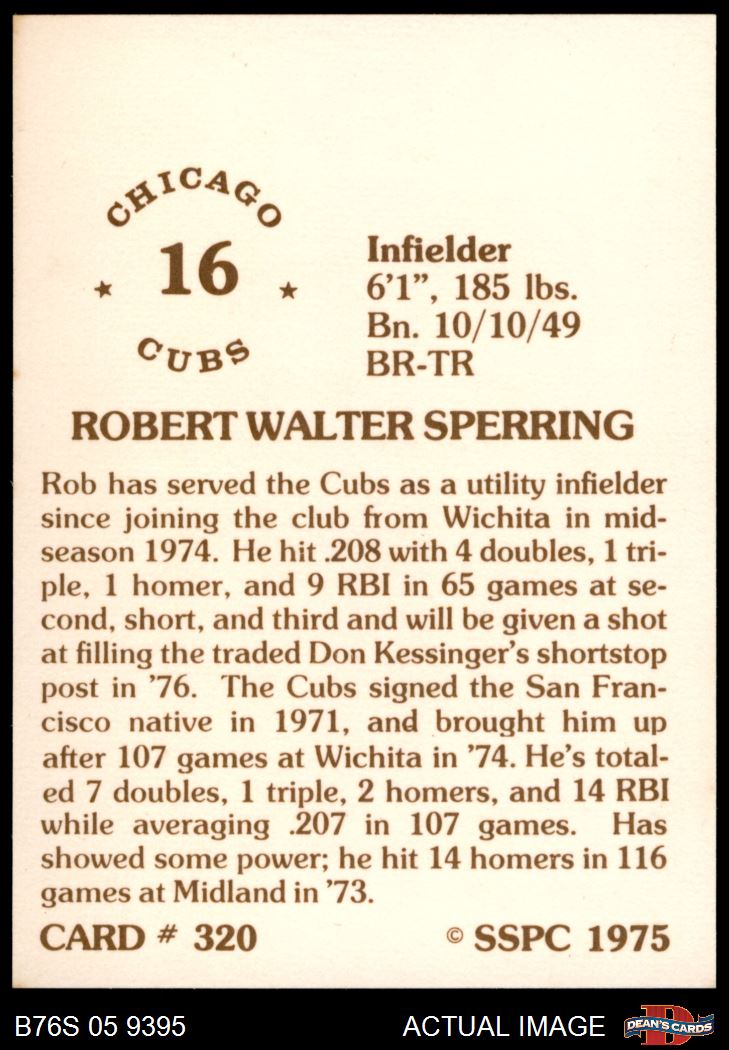 CHICAGO
16
CUBS
Infielder
6'1", 185 lbs.
Bn. 10/10/49
BR-TR
ROBERT WALTER SPERRING
Rob has served the Cubs as a utility infielder
since joining the club from Wichita in mid-
season 1974. He hit .208 with 4 doubles, 1 tri-
ple, 1 homer, and 9 RBI in 65 games at se-
cond, short, and third and will be given a shot
at filling the traded Don Kessinger's shortstop
post in '76. The Cubs signed the San Fran-
cisco native in 1971, and brought him up
after 107 games at Wichita in '74. He's total-
ed 7 doubles, 1 triple, 2 homers, and 14 RBI
while averaging .207 in 107 games. Has
showed some power; he hit 14 homers in 116
games at Midland in '73.
CARD # 320 © SSPC 1975
B76S 05 9395 ACTUAL IMAGE D DEAN'S CARDS